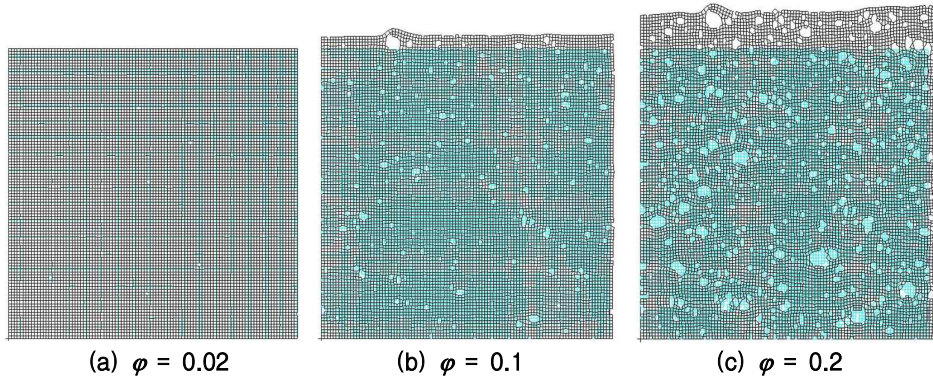 (a) φ = 0.02
(b) φ = 0.1
(c) φ = 0.2